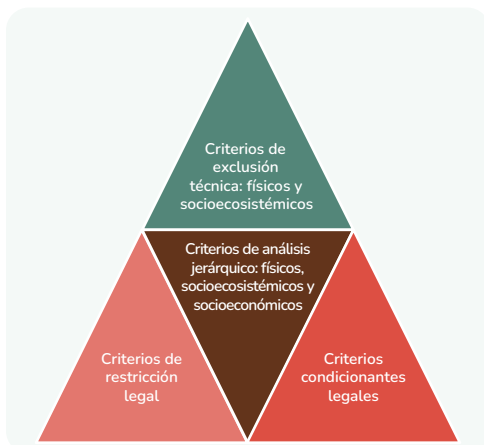 Criterios de
exclusión
técnica: físicos y
socioecosistémicos
Criterios de análisis
jerárquico: físicos,
socioecosistémicos y
socioeconómicos
Criterios de
restricción
legal
Criterios
condicionantes
legales